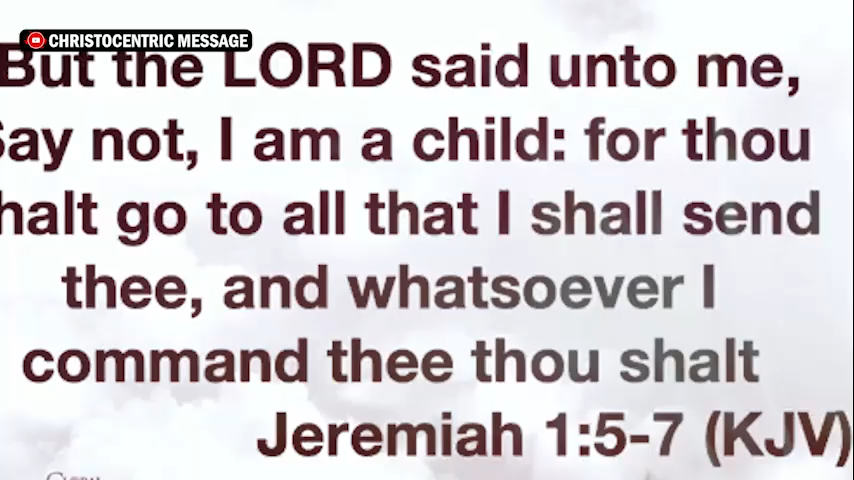 CHRISTOCENTRIC MESSAGE
But the LORD said unto me,
Say not, I am a child: for thou
halt go to all that I shall send
thee, and whatsoever I
command thee thou shalt
Jeremiah 1:5-7 (KJV)